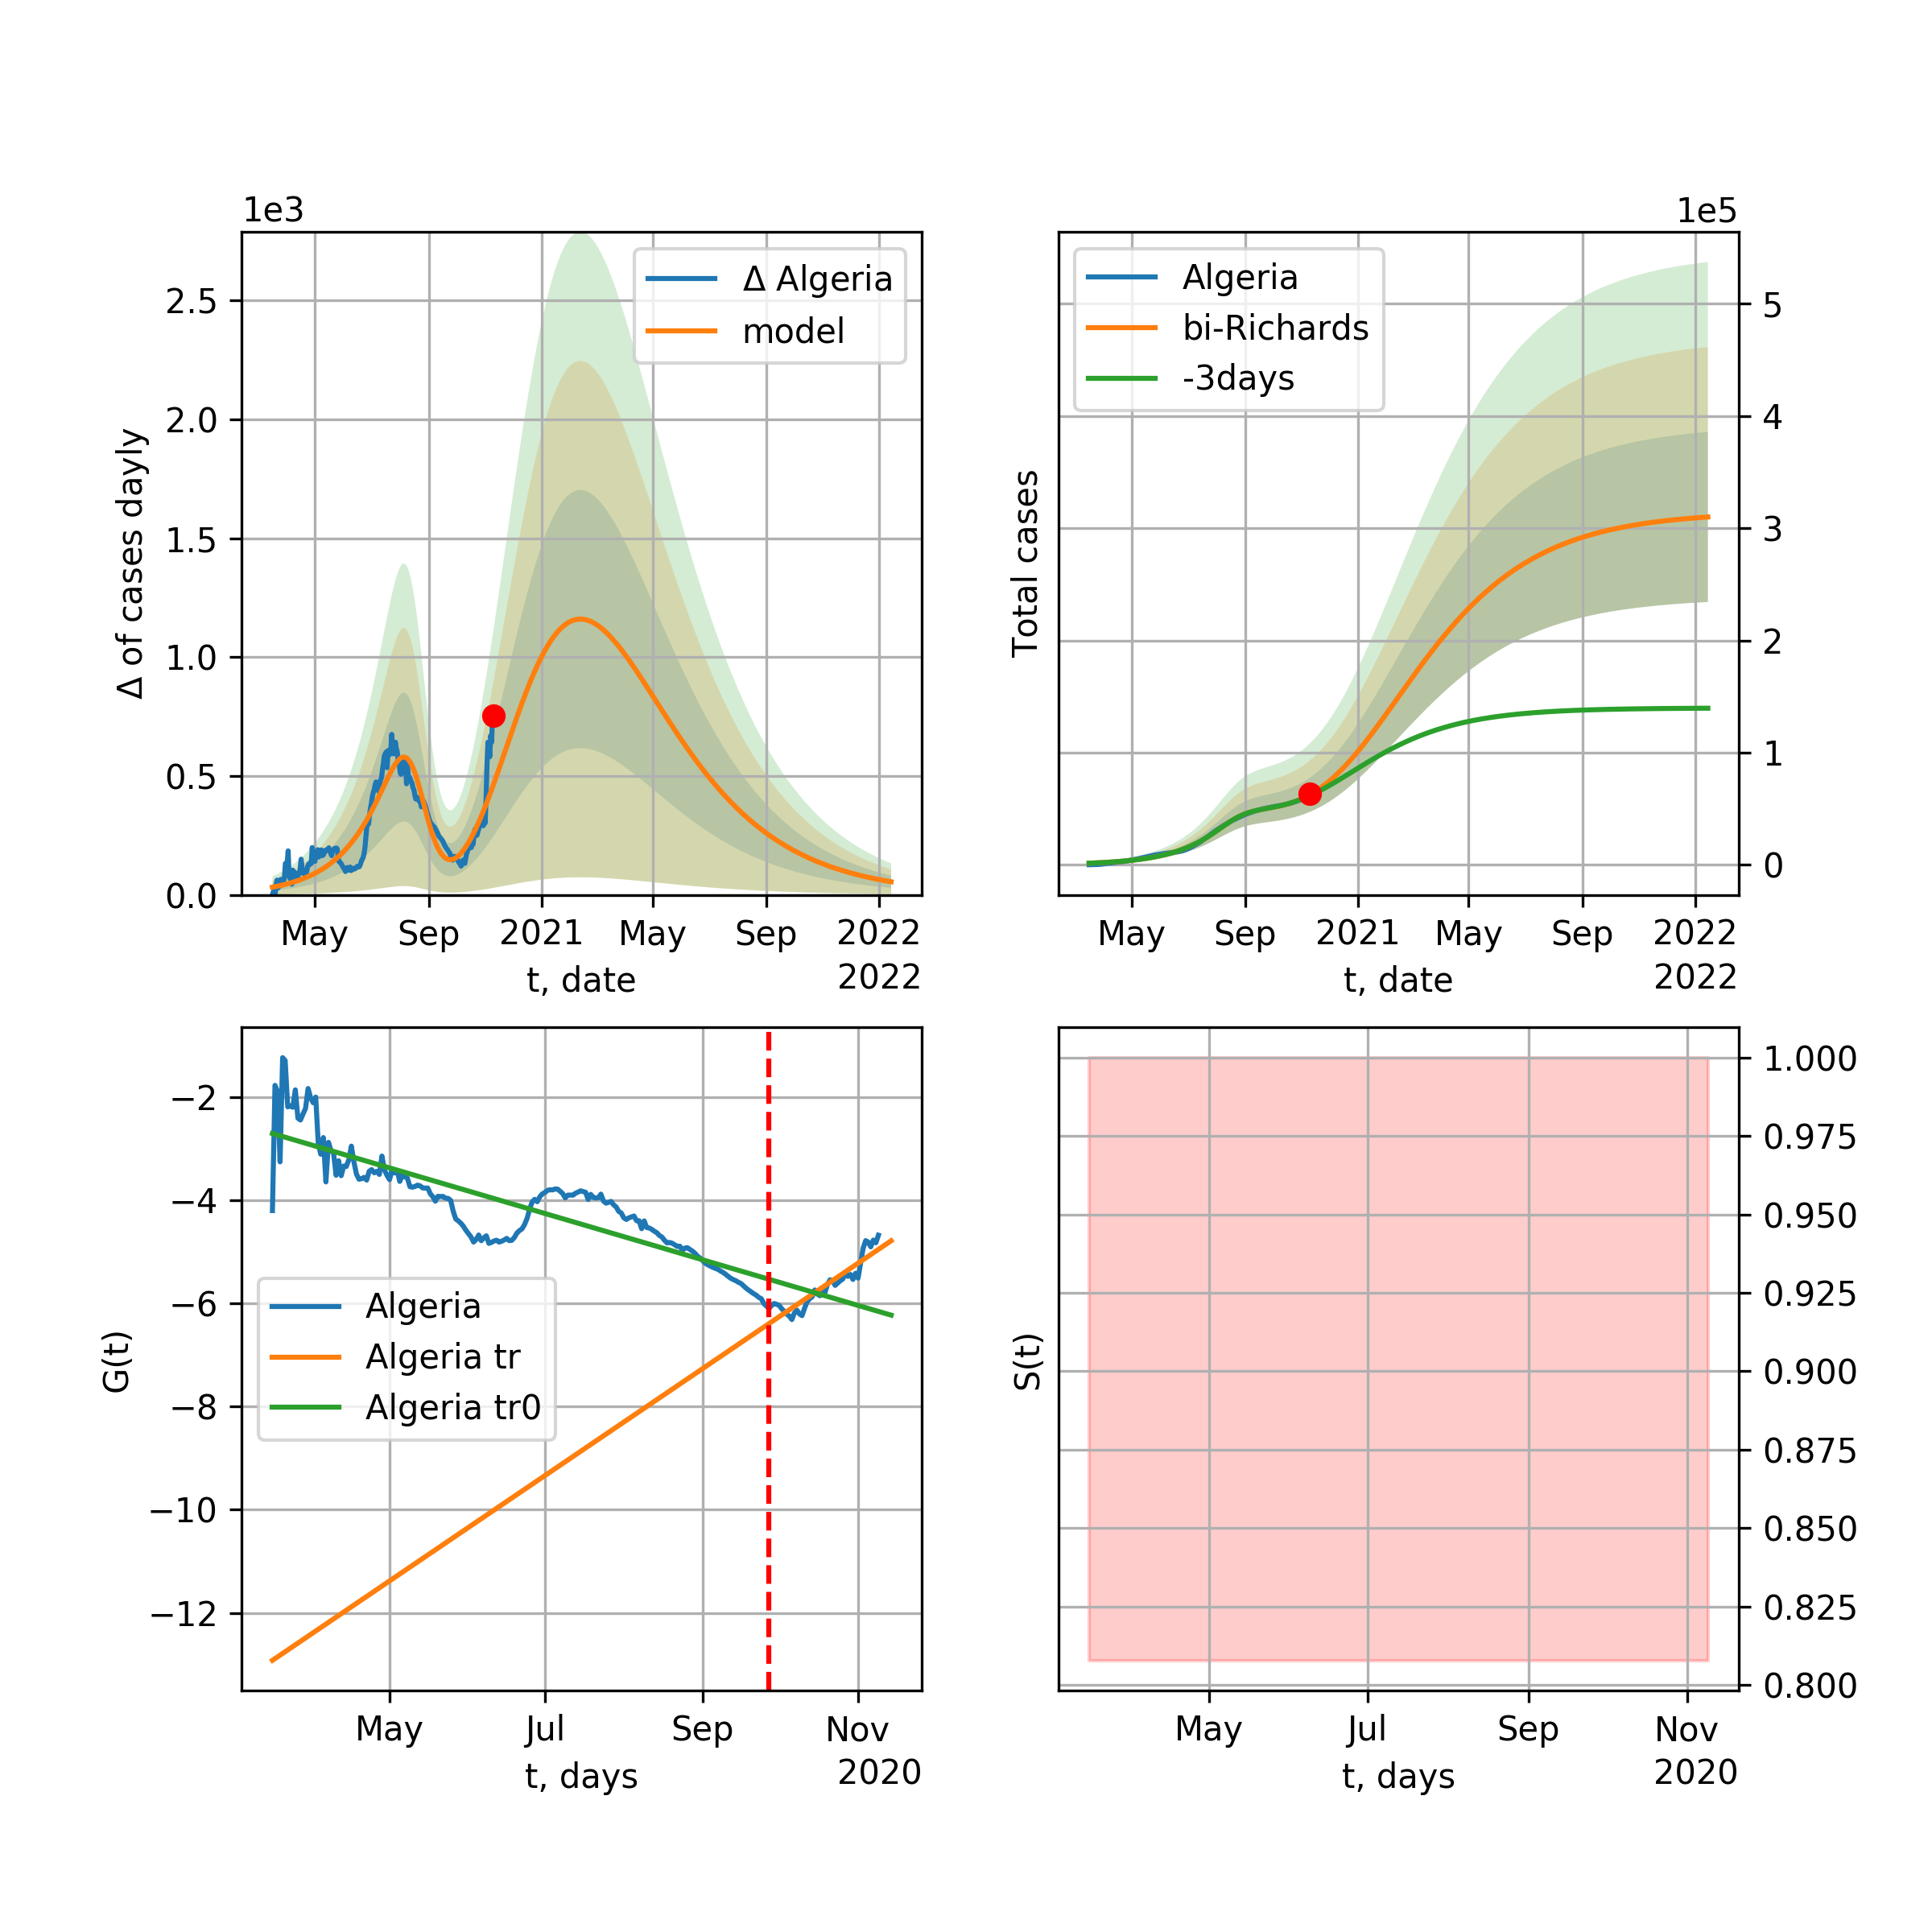 1e3
Δ of cases dayly
2.5
2.0
1.5
1.0
0.5
0.0
Δ Algeria
model
May Sep 2021 May Sep 2022
t, date 2022
1e5
Total cases
Algeria
bi-Richards
-3days
5
4
3
2
1
0
May Sep 2021 May Sep 2022
t, date 2022
G(t)
−2
−4
−6
−8
−10
−12
Algeria
Algeria tr
Algeria tr0
May Jul Sep Nov
t, days 2020
S(t)
1.000
0.975
0.950
0.925
0.900
0.875
0.850
0.825
0.800
May Jul Sep Nov
t, days 2020